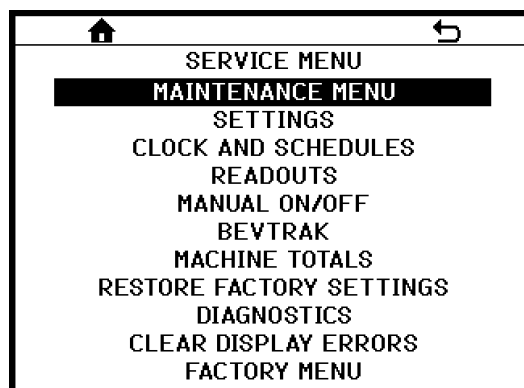 SERVICE MENU
MAINTENANCE MENU
SETTINGS
CLOCK AND SCHEDULES
READOUTS
MANUAL ON/OFF
BEVTRAK
MACHINE TOTALS
RESTORE FACTORY SETTINGS
DIAGNOSTICS
CLEAR DISPLAY ERRORS
FACTORY MENU